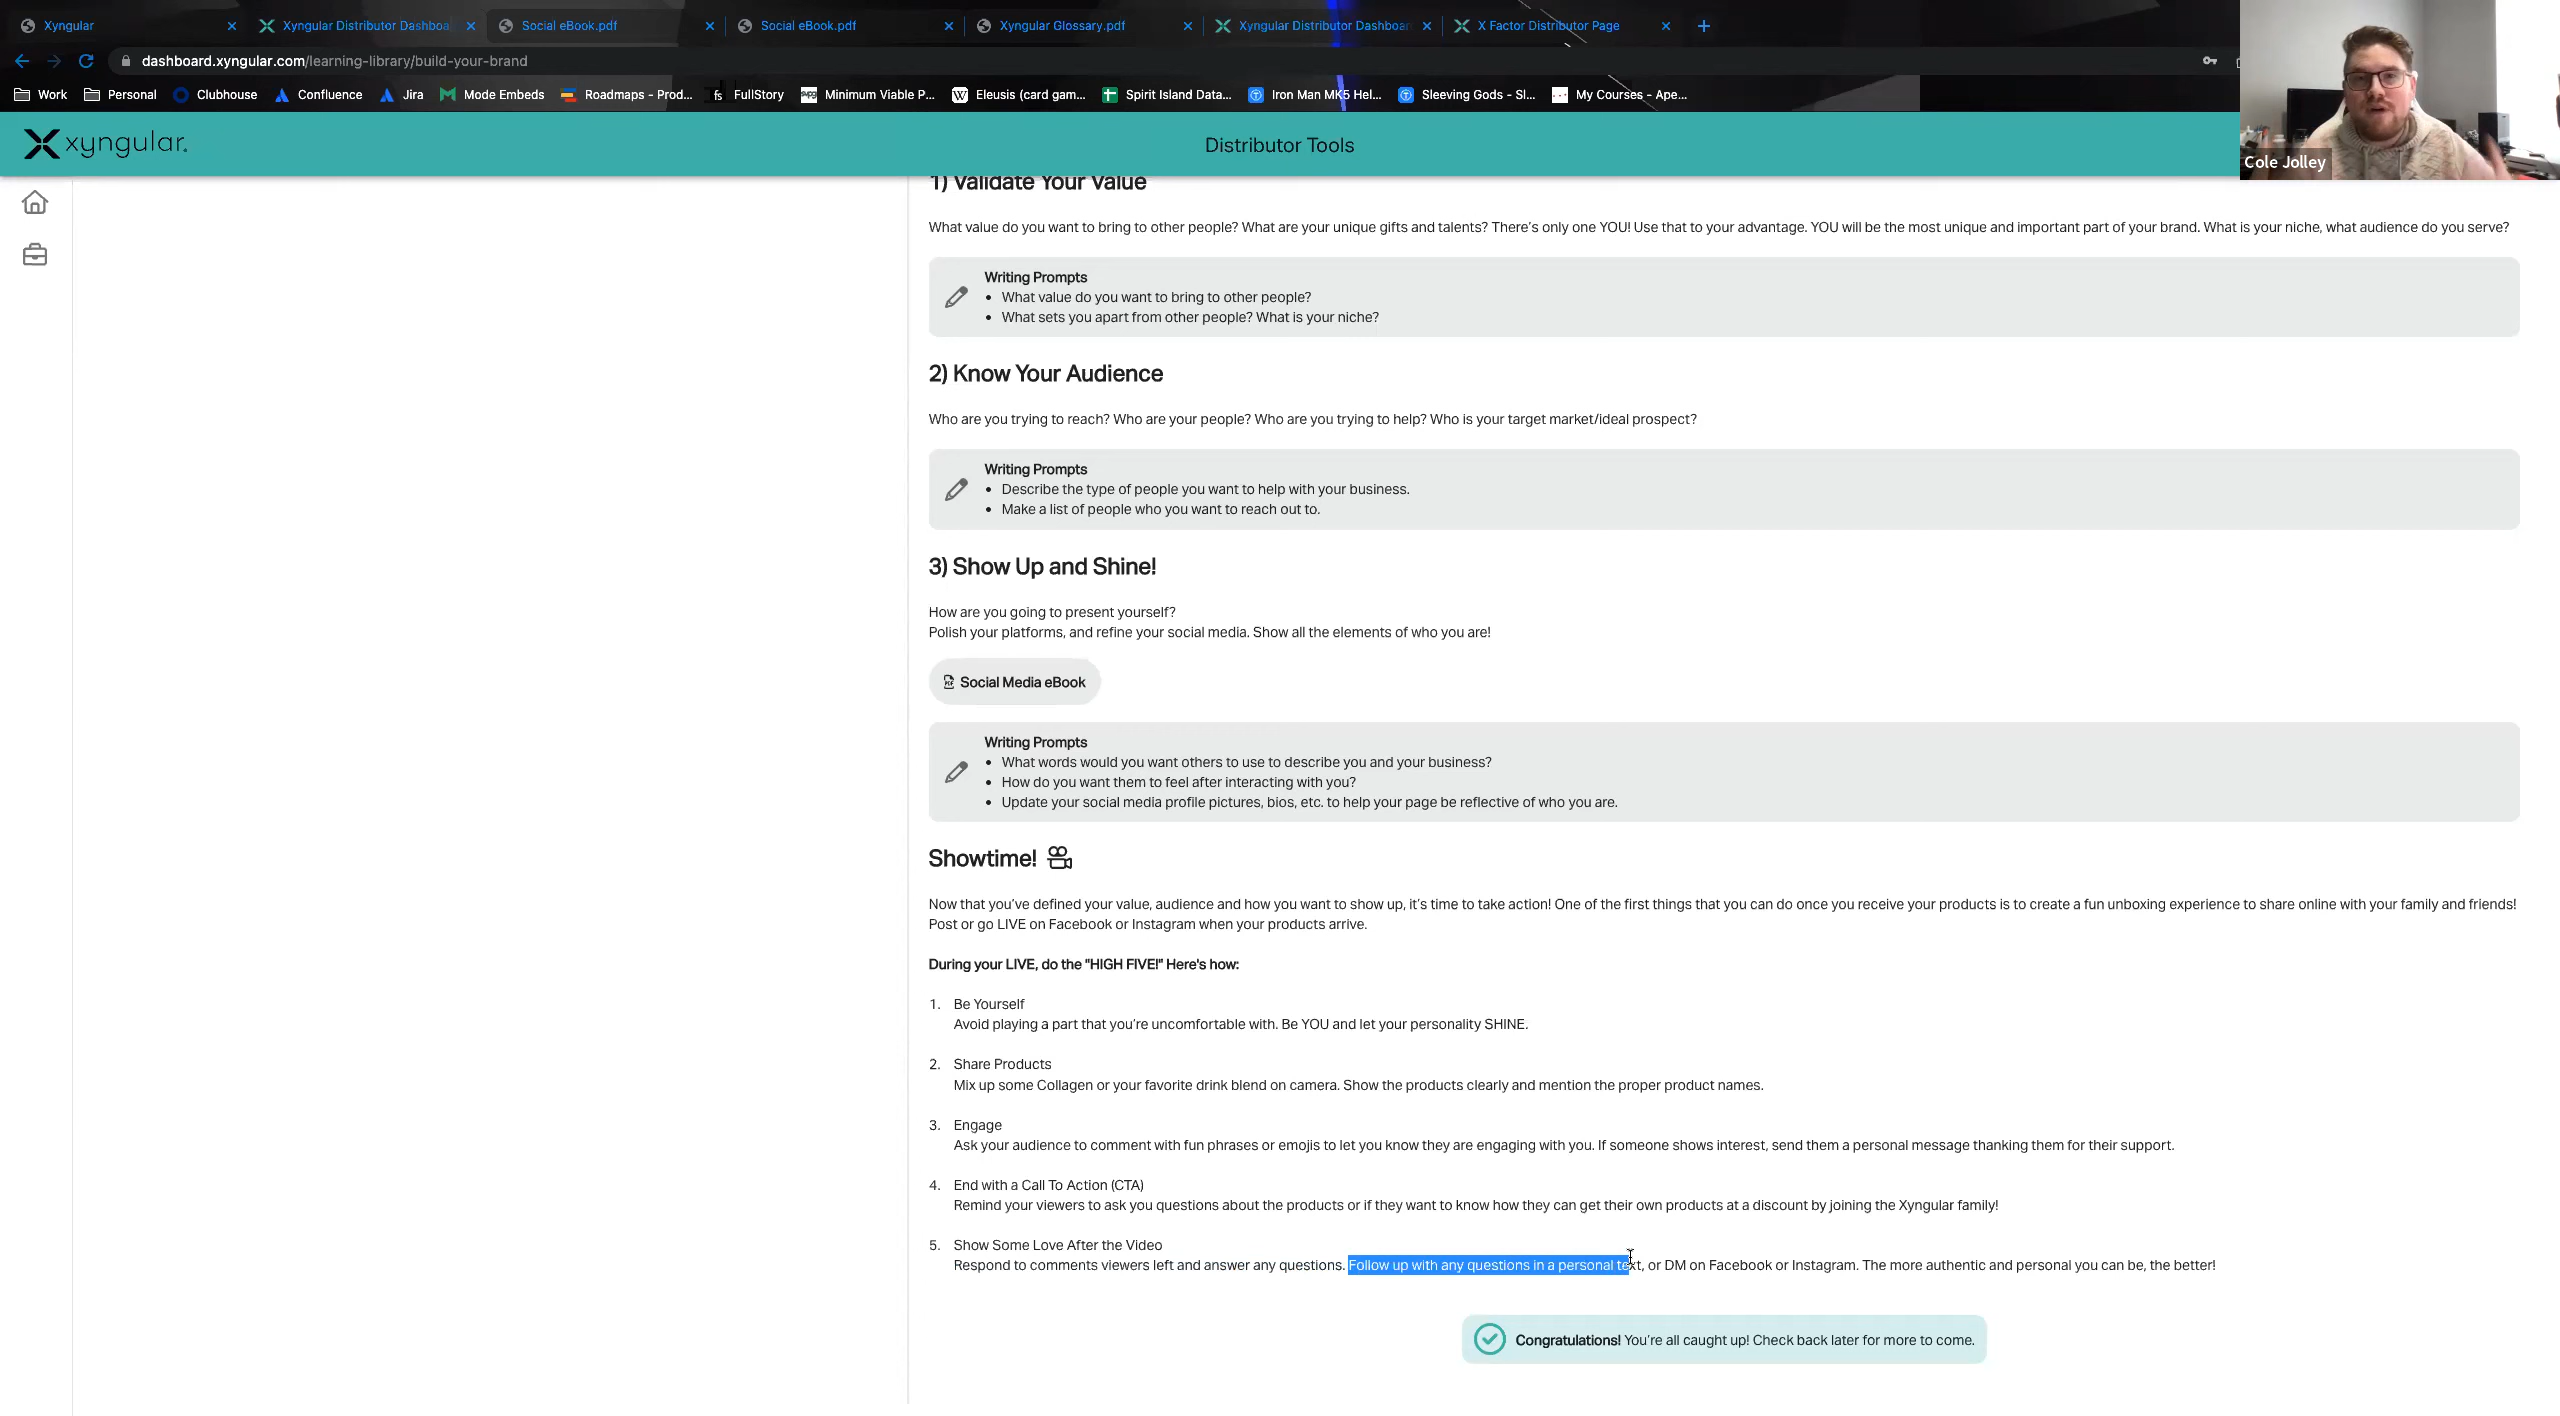 Xyngular
Xyngular Distributor Dashboa
Social eBook.pdf
Social eBook.pdf
Xyngular Glossary.pdf
Xyngular Distributor Dashboar
X Factor Distributor Page
dashboard.xyngular.com/learning-library/build-your-brand
Work
Personal
Clubhouse
Confluence
Jira
Mode Embeds
Roadmaps - Prod...
fs
FullStory
Minimum Viable P...
W
Eleusis (card gam...
Spirit Island Data...
Iron Man MK5 Hel...
Sleeving Gods - Sl...
My Courses - Ape...
xyngular.
Distributor Tools
Cole Jolley
1) Validate Your Value
What value do you want to bring to other people? What are your unique gifts and talents? There's only one YOU! Use that to your advantage. YOU will be the most unique and important part of your brand. What is your niche, what audience do you serve?
Writing Prompts
• What value do you want to bring to other people?
• What sets you apart from other people? What is your niche?
2) Know Your Audience
Who are you trying to reach? Who are your people? Who are you trying to help? Who is your target market/ideal prospect?
Writing Prompts
• Describe the type of people you want to help with your business.
• Make a list of people who you want to reach out to.
3) Show Up and Shine!
How are you going to present yourself?
Polish your platforms, and refine your social media. Show all the elements of who you are!
Social Media eBook
Writing Prompts
• What words would you want others to use to describe you and your business?
• How do you want them to feel after interacting with you?
• Update your social media profile pictures, bios, etc. to help your page be reflective of who you are.
Showtime!
Now that you've defined your value, audience and how you want to show up, it's time to take action! One of the first things that you can do once you receive your products is to create a fun unboxing experience to share online with your family and friends!
Post or go LIVE on Facebook or Instagram when your products arrive.
During your LIVE, do the "HIGH FIVE!" Here's how:
1. Be Yourself
Avoid playing a part that you're uncomfortable with. Be YOU and let your personality SHINE.
2. Share Products
Mix up some Collagen or your favorite drink blend on camera. Show the products clearly and mention the proper product names.
3. Engage
Ask your audience to comment with fun phrases or emojis to let you know they are engaging with you. If someone shows interest, send them a personal message thanking them for their support.
4. End with a Call To Action (CTA)
Remind your viewers to ask you questions about the products or if they want to know how they can get their own products at a discount by joining the Xyngular family!
5. Show Some Love After the Video
Respond to comments viewers left and answer any questions. Follow up with any questions in a personal text, or DM on Facebook or Instagram. The more authentic and personal you can be, the better!
Congratulations! You're all caught up! Check back later for more to come.